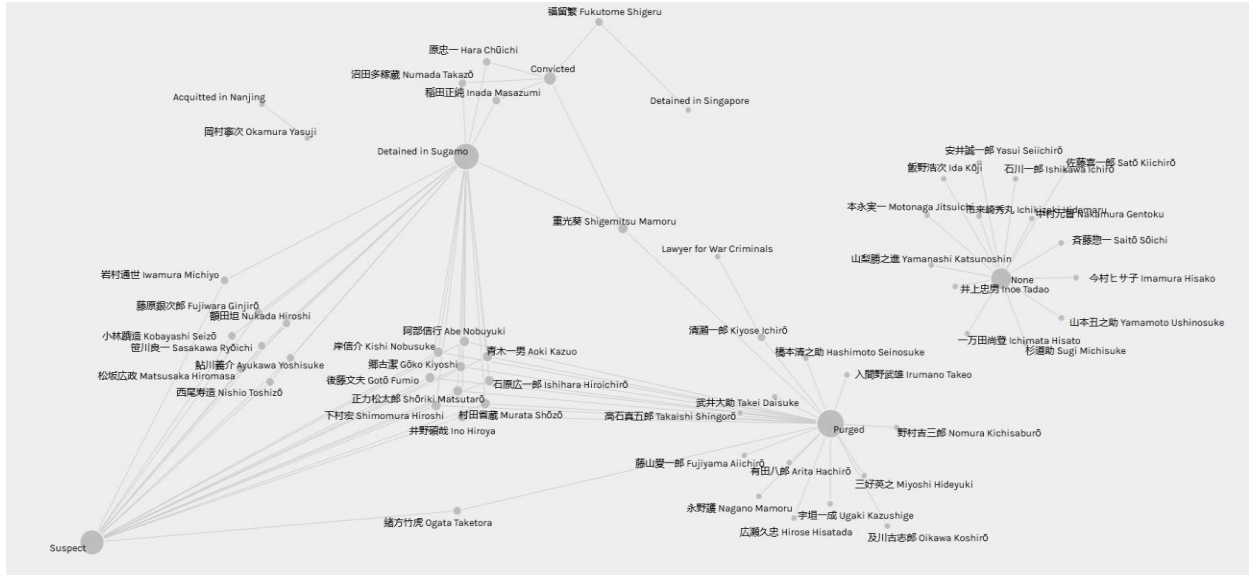 福留繁 Fukutome Shigeru
原忠一 Hara Chūichi
Convicted
沼田多稼蔵 Numada Takazō
稲田正純 Inada Masazumi
Acquitted in Nanjing
Detained in Singapore
岡村寧次 Okamura Yasuji
Detained in Sugamo
安井誠一郎 Yasui Seiichirō
佐藤喜一郎 Satō Kiichirō
飯野浩次 Ida Kōji
石川一郎 Ishikawa Ichirō
本永実一 Motonaga Jitsuichi
市来崎秀丸 Ichikizaki Hidemaru
中村元督 Nakamura Gentoku
重光葵 Shigemitsu Mamoru
斉藤惣一 Saitō Sōichi
Lawyer for War Criminals
山梨勝之進 Yamanashi Katsunoshin
岩村通世 Iwamura Michiyo
None
今村ヒサ子 Imamura Hisako
井上忠男 Inoe Tadao
藤原銀次郎 Fujiwara Ginjirō
額田坦 Nukada Hiroshi
山本丑之助 Yamamoto Ushinosuke
小林躋造 Kobayashi Seizō
阿部信行 Abe Nobuyuki
清瀬一郎 Kiyose Ichirō
一万田尚登 Ichimata Hisato
笹川良一 Sasakawa Ryōichi
岸信介 Kishi Nobusuke
青木一男 Aoki Kazuo
橋本清之助 Hashimoto Seinosuke
杉道助 Sugi Michisuke
鮎川義介 Ayukawa Yoshisuke
郷古潔 Gōko Kiyoshi
松坂広政 Matsusaka Hiromasa
後藤文夫 Gotō Fumio
石原広一郎 Ishihara Hiroichirō
入間野武雄 Irumano Takeo
西尾寿造 Nishio Toshizō
正力松太郎 Shōriki Matsutarō
武井大助 Takei Daisuke
下村宏 Shimomura Hiroshi
村田省蔵 Murata Shōzō
高石真五郎 Takaishi Shingorō
井野碩哉 Ino Hiroya
Purged
野村吉三郎 Nomura Kichisaburō
藤山愛一郎 Fujiyama Aiichirō
有田八郎 Arita Hachirō
三好英之 Miyoshi Hideyuki
永野護 Nagano Mamoru
宇垣一成 Ugaki Kazushige
緒方竹虎 Ogata Taketora
広瀬久忠 Hirose Hisatada
及川古志郎 Oikawa Koshirō
Suspect